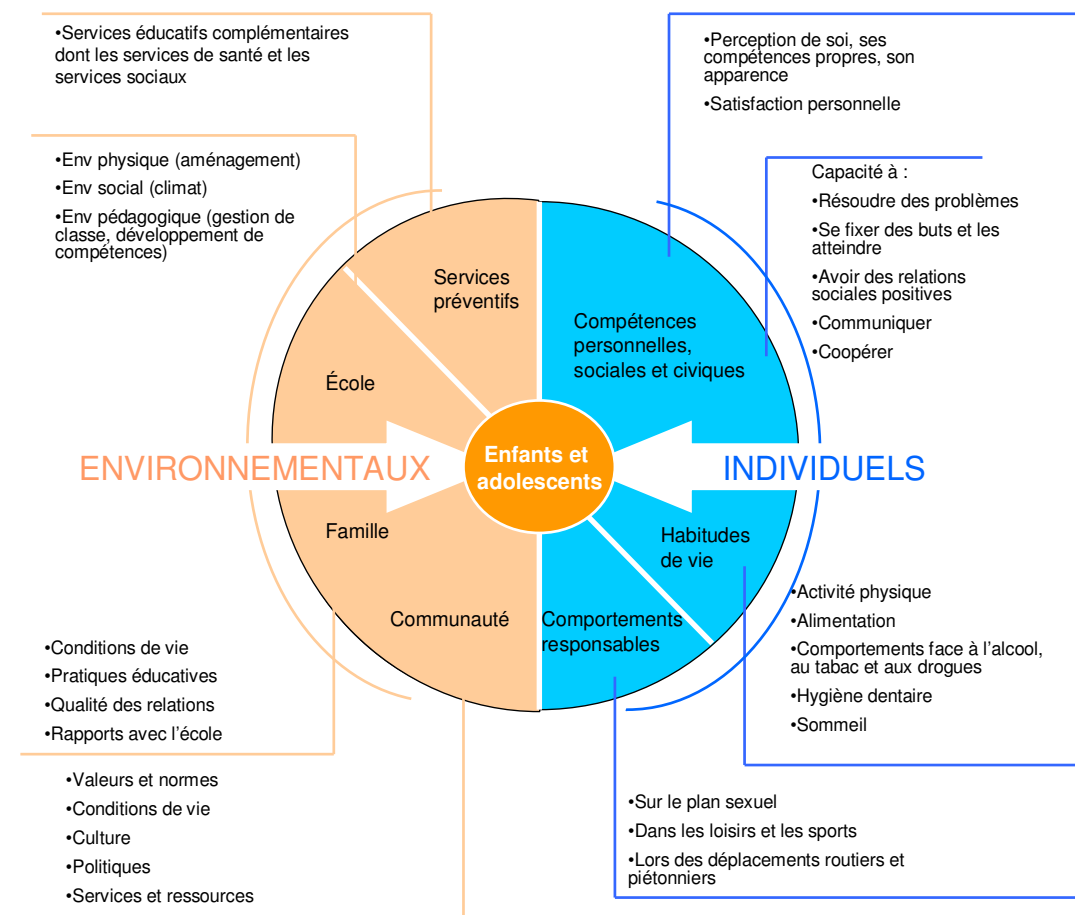 •Services éducatifs complémentaires
dont les services de santé et les
services sociaux
•Env physique (aménagement)
•Env social (climat)
•Env pédagogique (gestion de
classe, développement de
compétences)
•Perception de soi, ses
compétences propres, son
apparence
•Satisfaction personnelle
Capacité à :
•Résoudre des problèmes
•Se fixer des buts et les
atteindre
•Avoir des relations
sociales positives
•Communiquer
•Coopérer
Services
préventifs
Compétences
personnelles,
sociales et civiques
École
ENVIRONNEMENTAUX
Enfants et
adolescents
INDIVIDUELS
Famille
Habitudes
de vie
Communauté
Comportements
responsables
•Conditions de vie
•Pratiques éducatives
•Qualité des relations
•Rapports avec l’école
•Activité physique
•Alimentation
•Comportements face à l’alcool,
au tabac et aux drogues
•Hygiène dentaire
•Sommeil
•Valeurs et normes
•Conditions de vie
•Culture
•Politiques
•Services et ressources
•Sur le plan sexuel
•Dans les loisirs et les sports
•Lors des déplacements routiers et
piétonniers